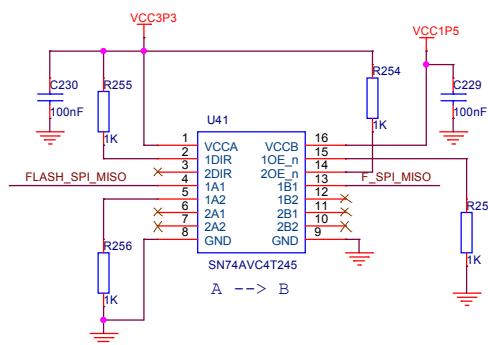 VCC3P3
VCC1P5
C230
100nF
R255
1K
R254
1K
C229
100nF
U41
1 VCCA VCCB 16
2 1DIR 1OE_n 15
3 2DIR 2OE_n 14
FLASH_SPI_MISO 4 1A1 1B1 13 F_SPI_MISO
5 1A2 1B2 12
6 2A1 2B1 11
7 2A2 2B2 10
8 GND GND 9
R25
1K
R256
1K
SN74AVC4T245
A --> B